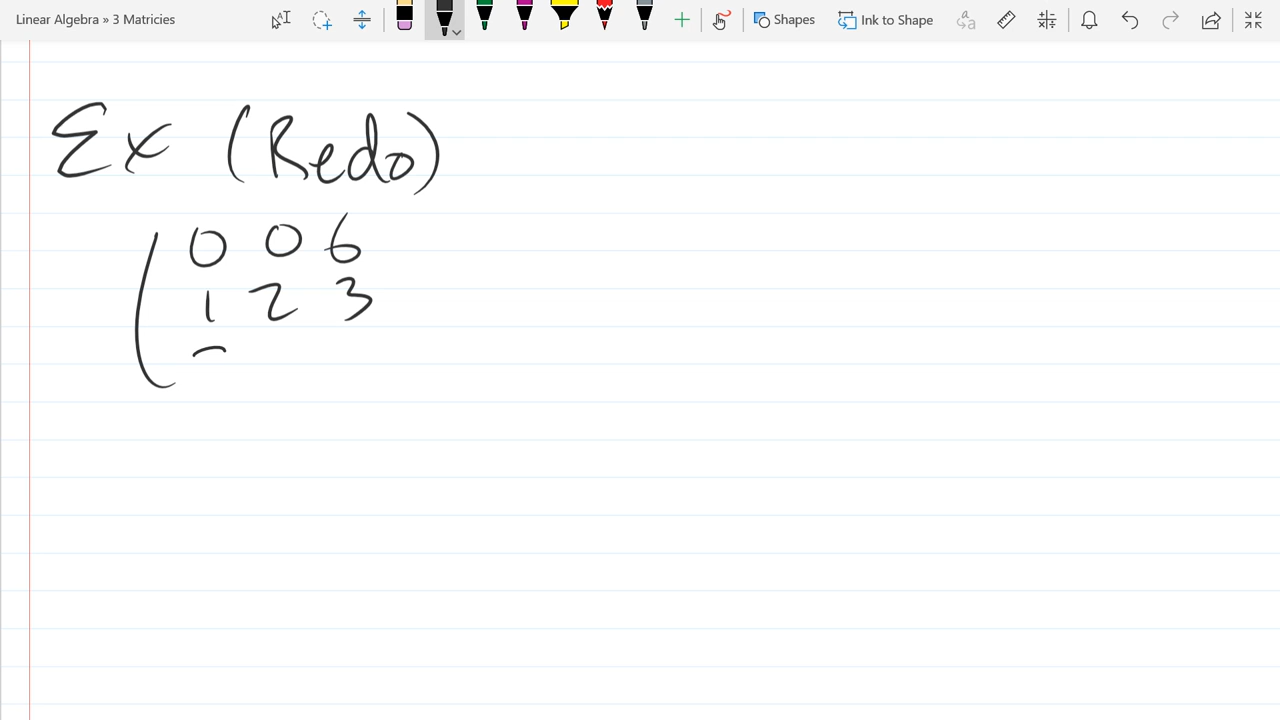 Linear Algebra » 3 Matricies
Shapes
Ink to Shape
Ex (Redo)
( 0 0 6
1 2 3